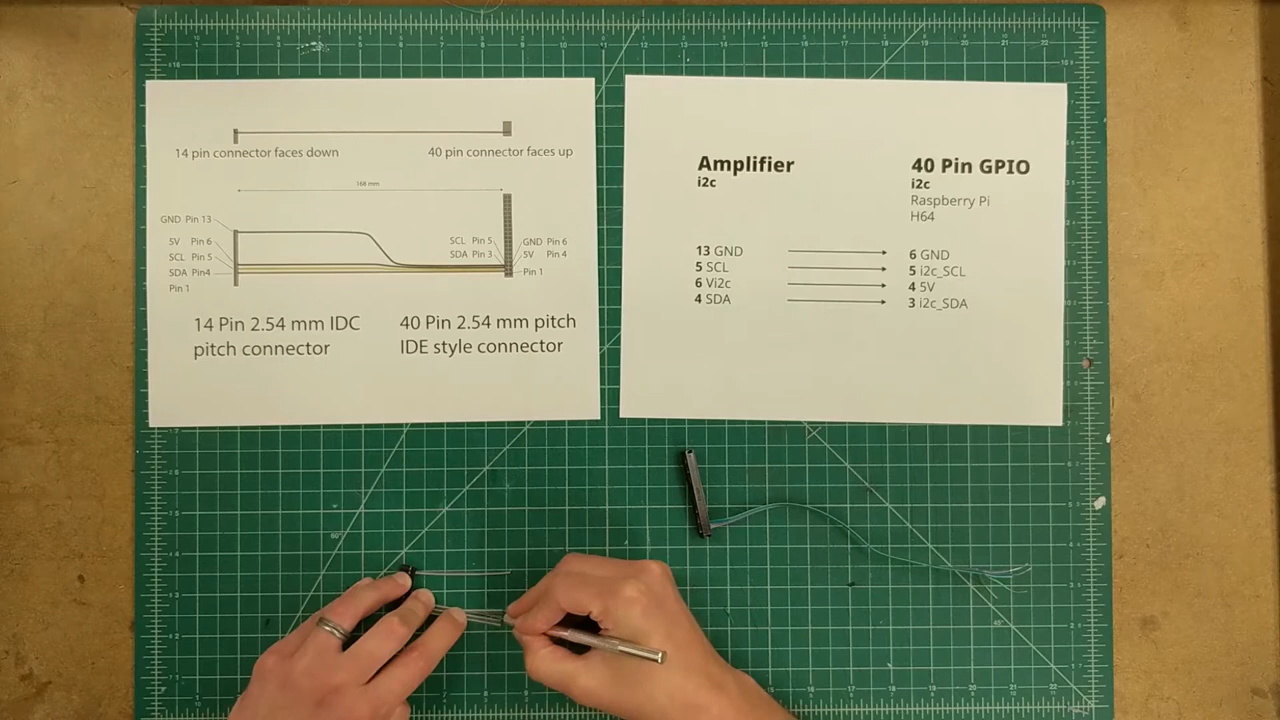 14 pin connector faces down
40 pin connector faces up
168 mm
GND Pin 13
5V Pin 6
SCL Pin 5
SDA Pin4
Pin 1
SCL Pin 5
SDA Pin 3
GND Pin 6
5V Pin 4
Pin 1
14 Pin 2.54 mm IDC
pitch connector
40 Pin 2.54 mm pitch
IDE style connector
Amplifier
i2c
40 Pin GPIO
i2c
Raspberry Pi
H64
13 GND
6 GND
5 SCL
5 i2c_SCL
6 Vi2c
4 5V
4 SDA
3 i2c_SDA
60°
45°